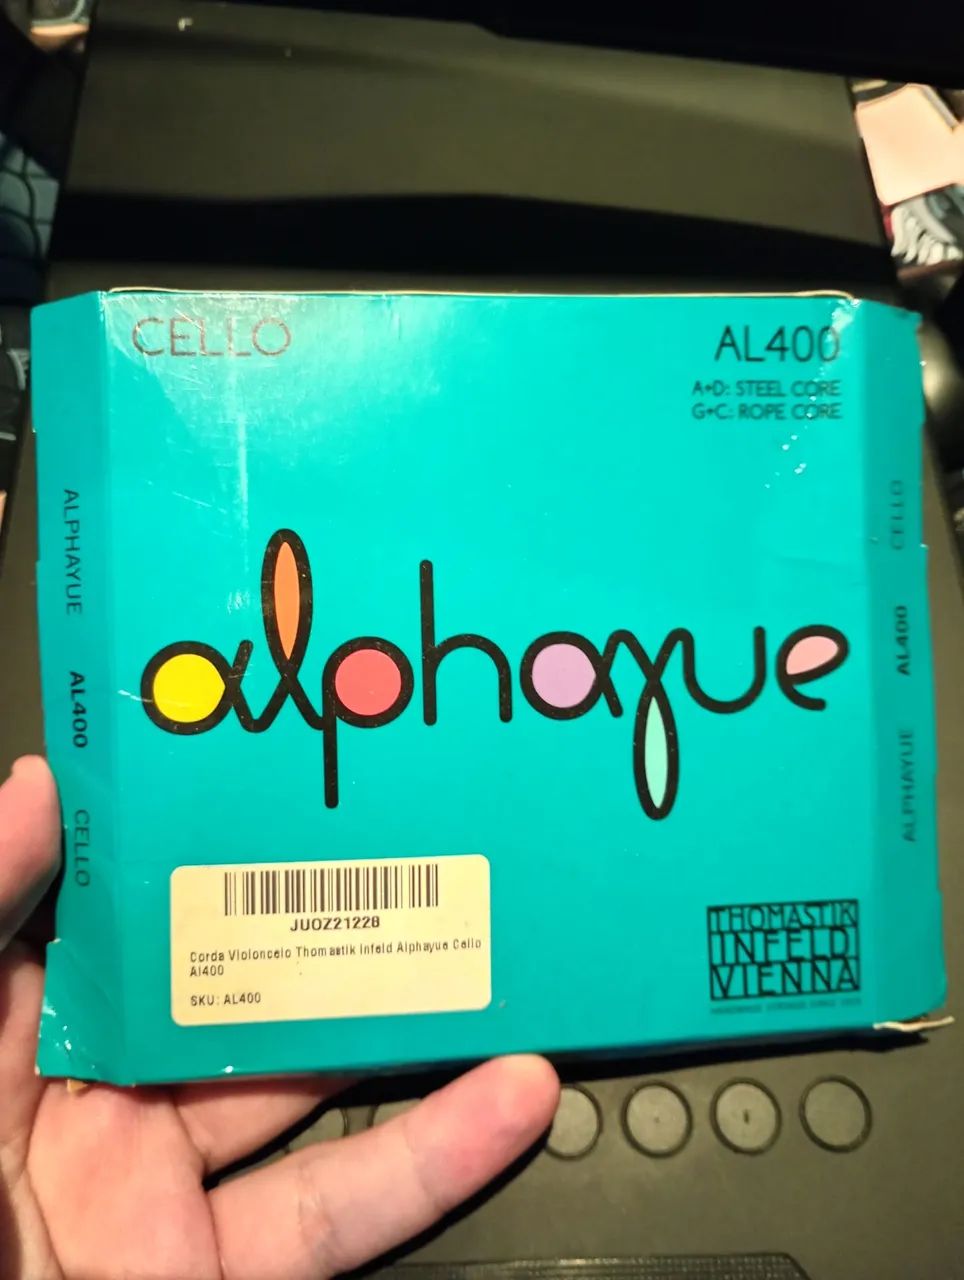 CELLO
AL400
A+D: STEEL CORE
G+C: ROPE CORE
alphayue
ALPHAYUE AL400 CELLO
CELLO AL400 ALPHAYUE
JUOZ21228
Corda Violoncelo Thomastik Infeld Alphayue Cello
Al400
SKU: AL400
THOMASTIK
INFELD
VIENNA